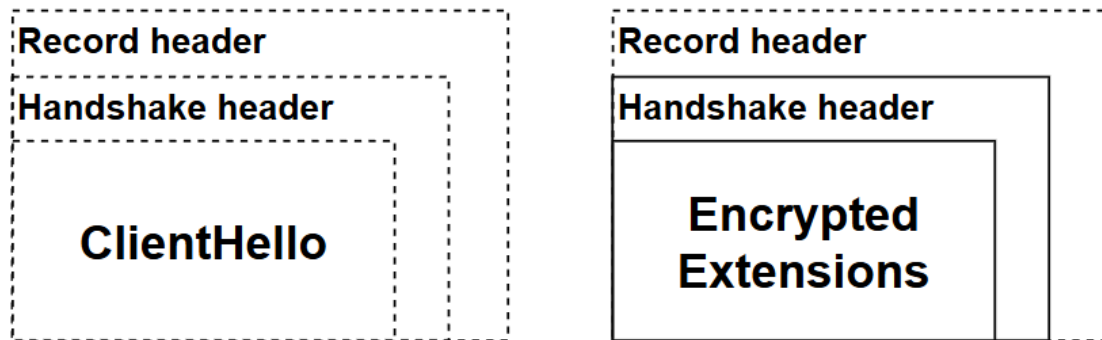 Record header
Handshake header
ClientHello
Record header
Handshake header
Encrypted
Extensions